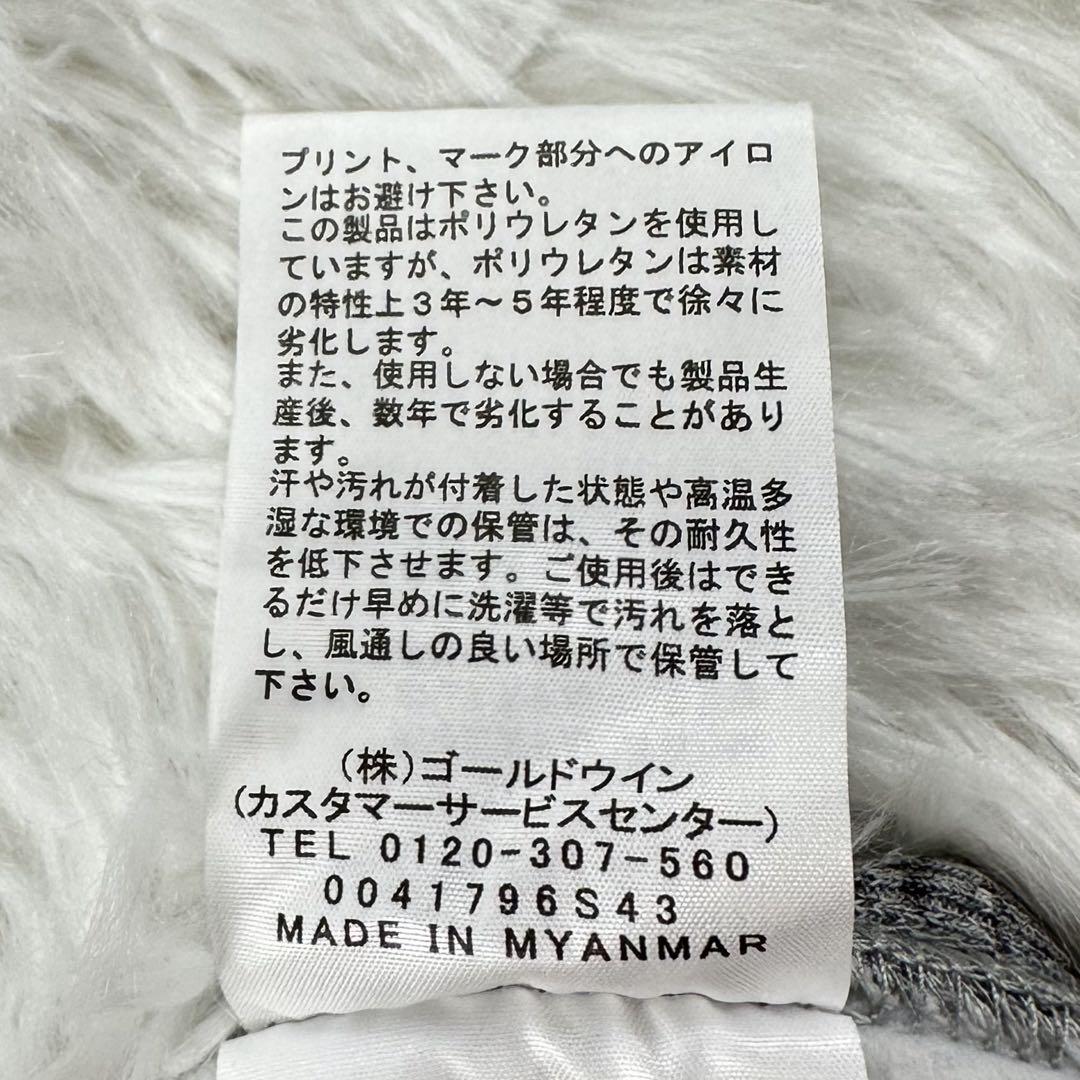 プリント、マーク部分へのアイロ
ンはお避け下さい。
この製品はポリウレタンを使用し
ていますが、ポリウレタンは素材
の特性上３年～５年程度で徐々に
劣化します。
また、使用しない場合でも製品生
産後、数年で劣化することがあり
ます。
汗や汚れが付着した状態や高温多
湿な環境での保管は、その耐久性
を低下させます。ご使用後はでき
るだけ早めに洗濯等で汚れを落と
し、風通しの良い場所で保管して
下さい。
(株)ゴールドウイン
(カスタマーサービスセンター)
TEL 0120-307-560
0041796S43
MADE IN MYANMAR